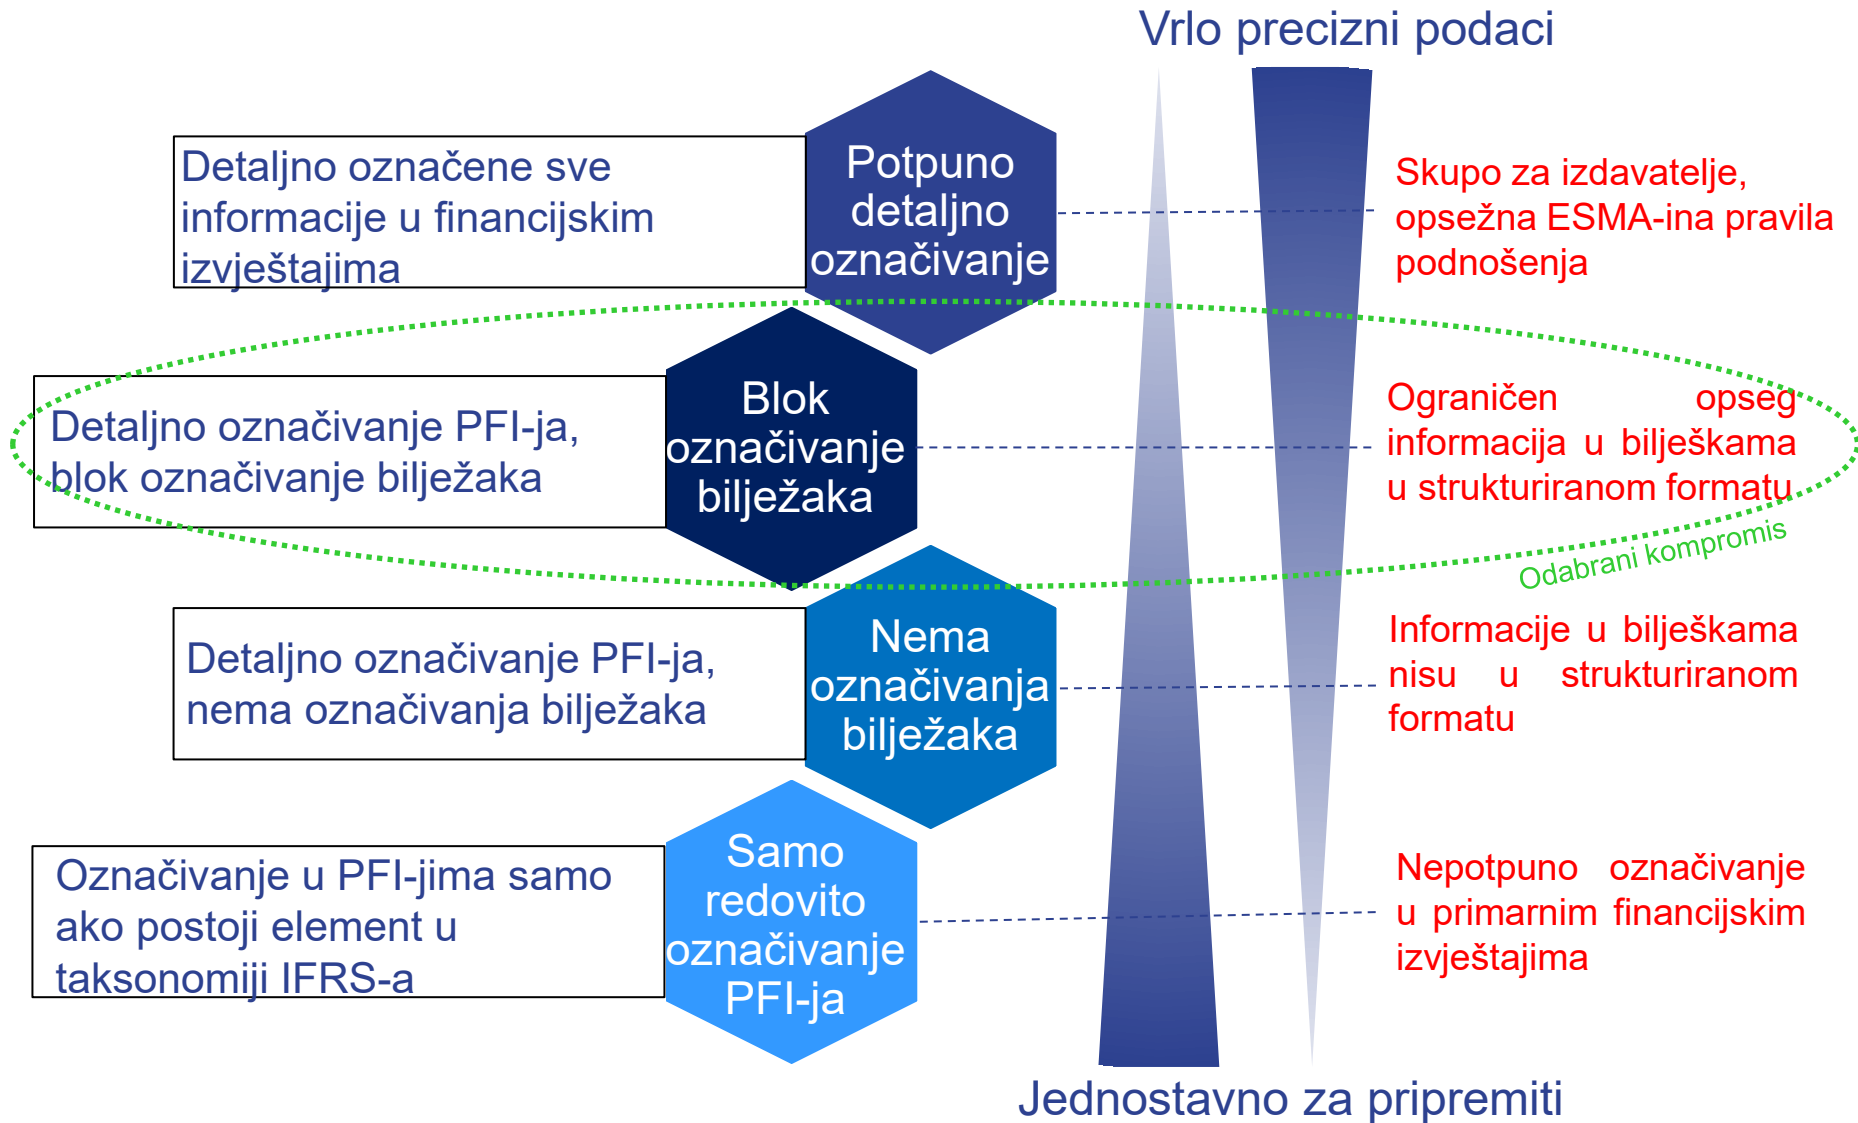 Vrlo precizni podaci
Detaljno označene sve
informacije u financijskim
izvještajima
Potpuno
detaljno
označivanje
Skupo za izdavatelje,
opsežna ESMA-ina pravila
podnošenja
Detaljno označivanje PFI-ja,
blok označivanje bilježaka
Blok
označivanje
bilježaka
Ograničen opseg
informacija u bilješkama
u strukturiranom formatu
Odabrani kompromis
Detaljno označivanje PFI-ja,
nema označivanja bilježaka
Nema
označivanja
bilježaka
Informacije u bilješkama
nisu u strukturiranom
formatu
Označivanje u PFI-jima samo
ako postoji element u
taksonomiji IFRS-a
Samo
redovito
označivanje
PFI-ja
Nepotpuno označivanje
u primarnim financijskim
izvještajima
Jednostavno za pripremiti